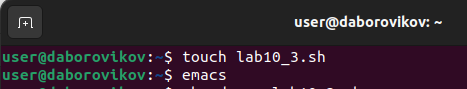 user@daborovikov: ~
user@daborovikov:~$ touch lab10_3.sh
user@daborovikov:~$ emacs